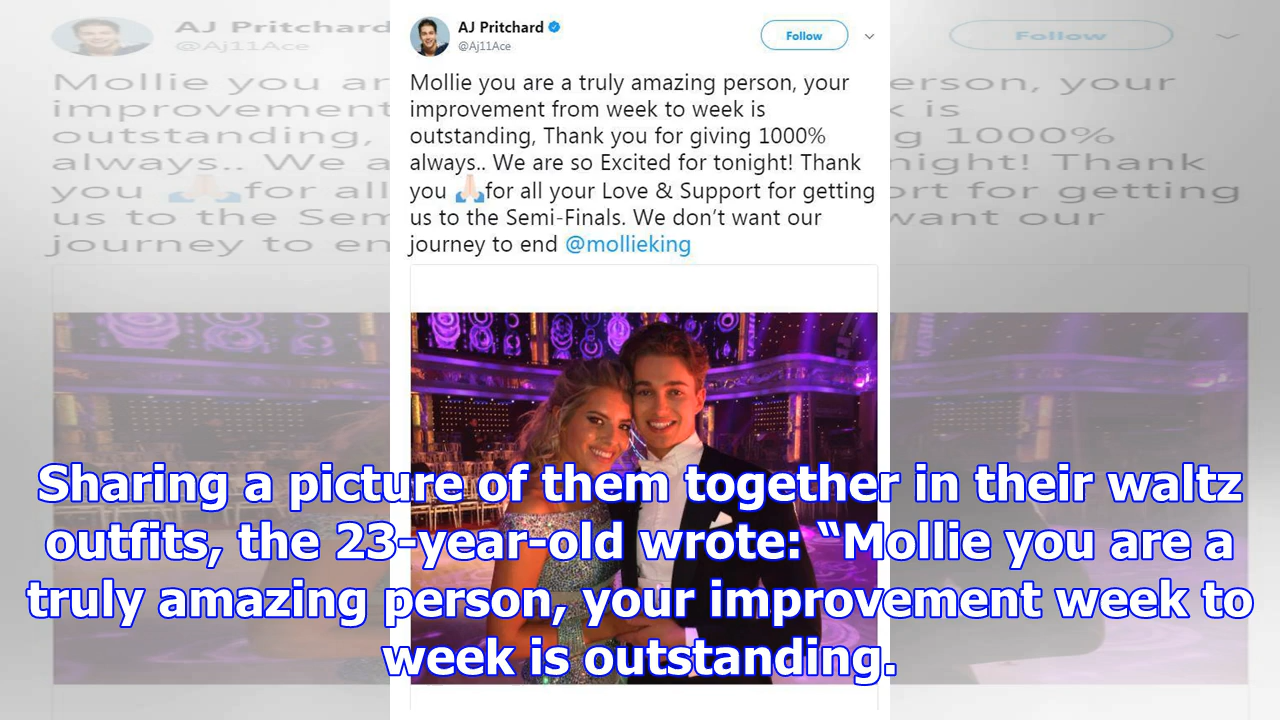 AJ Pritchard
@Aj11Ace
Follow
Mollie you are a truly amazing person, your
improvement from week to week is
outstanding, Thank you for giving 1000%
always.. We are so Excited for tonight! Thank
you 🙏🏻for all your Love & Support for getting
us to the Semi-Finals. We don’t want our
journey to end @mollieking
Sharing a picture of them together in their waltz
outfits, the 23-year-old wrote: “Mollie you are a
truly amazing person, your improvement week to
week is outstanding.